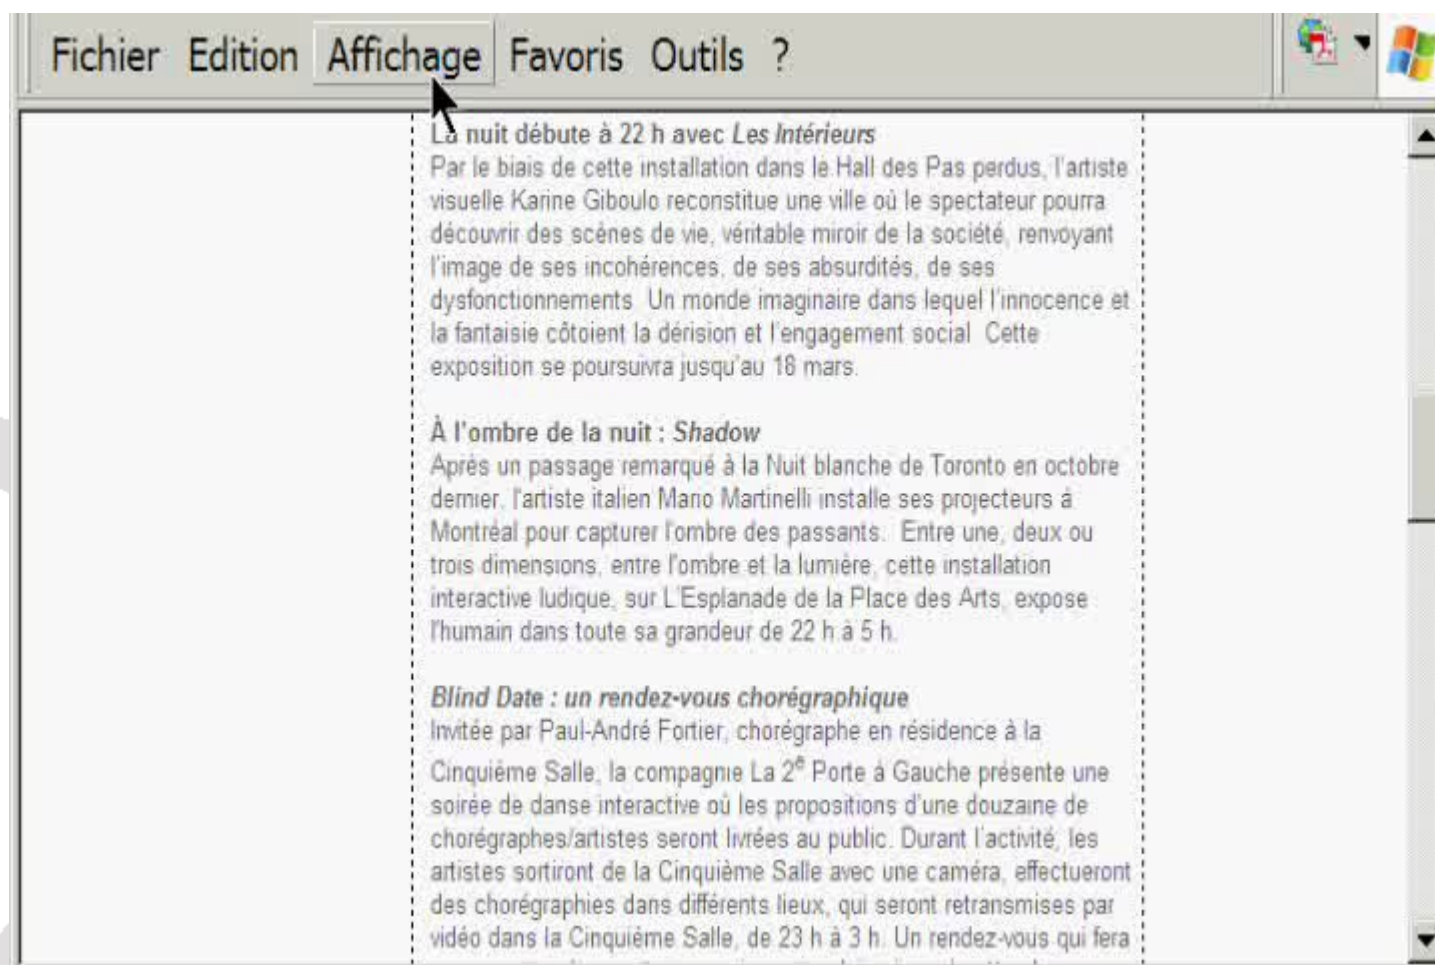 Fichier Edition Affichage Favoris Outils ?
La nuit débute à 22 h avec Les Intérieurs
Par le biais de cette installation dans le Hall des Pas perdus, l'artiste
visuelle Karine Giboulo reconstitue une ville où le spectateur pourra
découvrir des scènes de vie, véritable miroir de la société, renvoyant
l'image de ses incohérences, de ses absurdités, de ses
dysfonctionnements. Un monde imaginaire dans lequel l'innocence et
la fantaisie côtoient la dérision et l'engagement social. Cette
exposition se poursuivra jusqu'au 18 mars.
À l'ombre de la nuit : Shadow
Après un passage remarqué à la Nuit blanche de Toronto en octobre
dernier, l'artiste italien Mario Martinelli installe ses projecteurs à
Montréal pour capturer l'ombre des passants. Entre une, deux ou
trois dimensions, entre l'ombre et la lumière, cette installation
interactive ludique, sur L'Esplanade de la Place des Arts, expose
l'humain dans toute sa grandeur de 22 h à 5 h.
Blind Date : un rendez-vous chorégraphique
Invitée par Paul-André Fortier, chorégraphe en résidence à la
Cinquième Salle, la compagnie La 2e Porte à Gauche présente une
soirée de danse interactive où les propositions d'une douzaine de
chorégraphes/artistes seront livrées au public. Durant l'activité, les
artistes sortiront de la Cinquième Salle avec une caméra, effectueront
des chorégraphies dans différents lieux, qui seront retransmises par
vidéo dans la Cinquième Salle, de 23 h à 3 h. Un rendez-vous qui fera